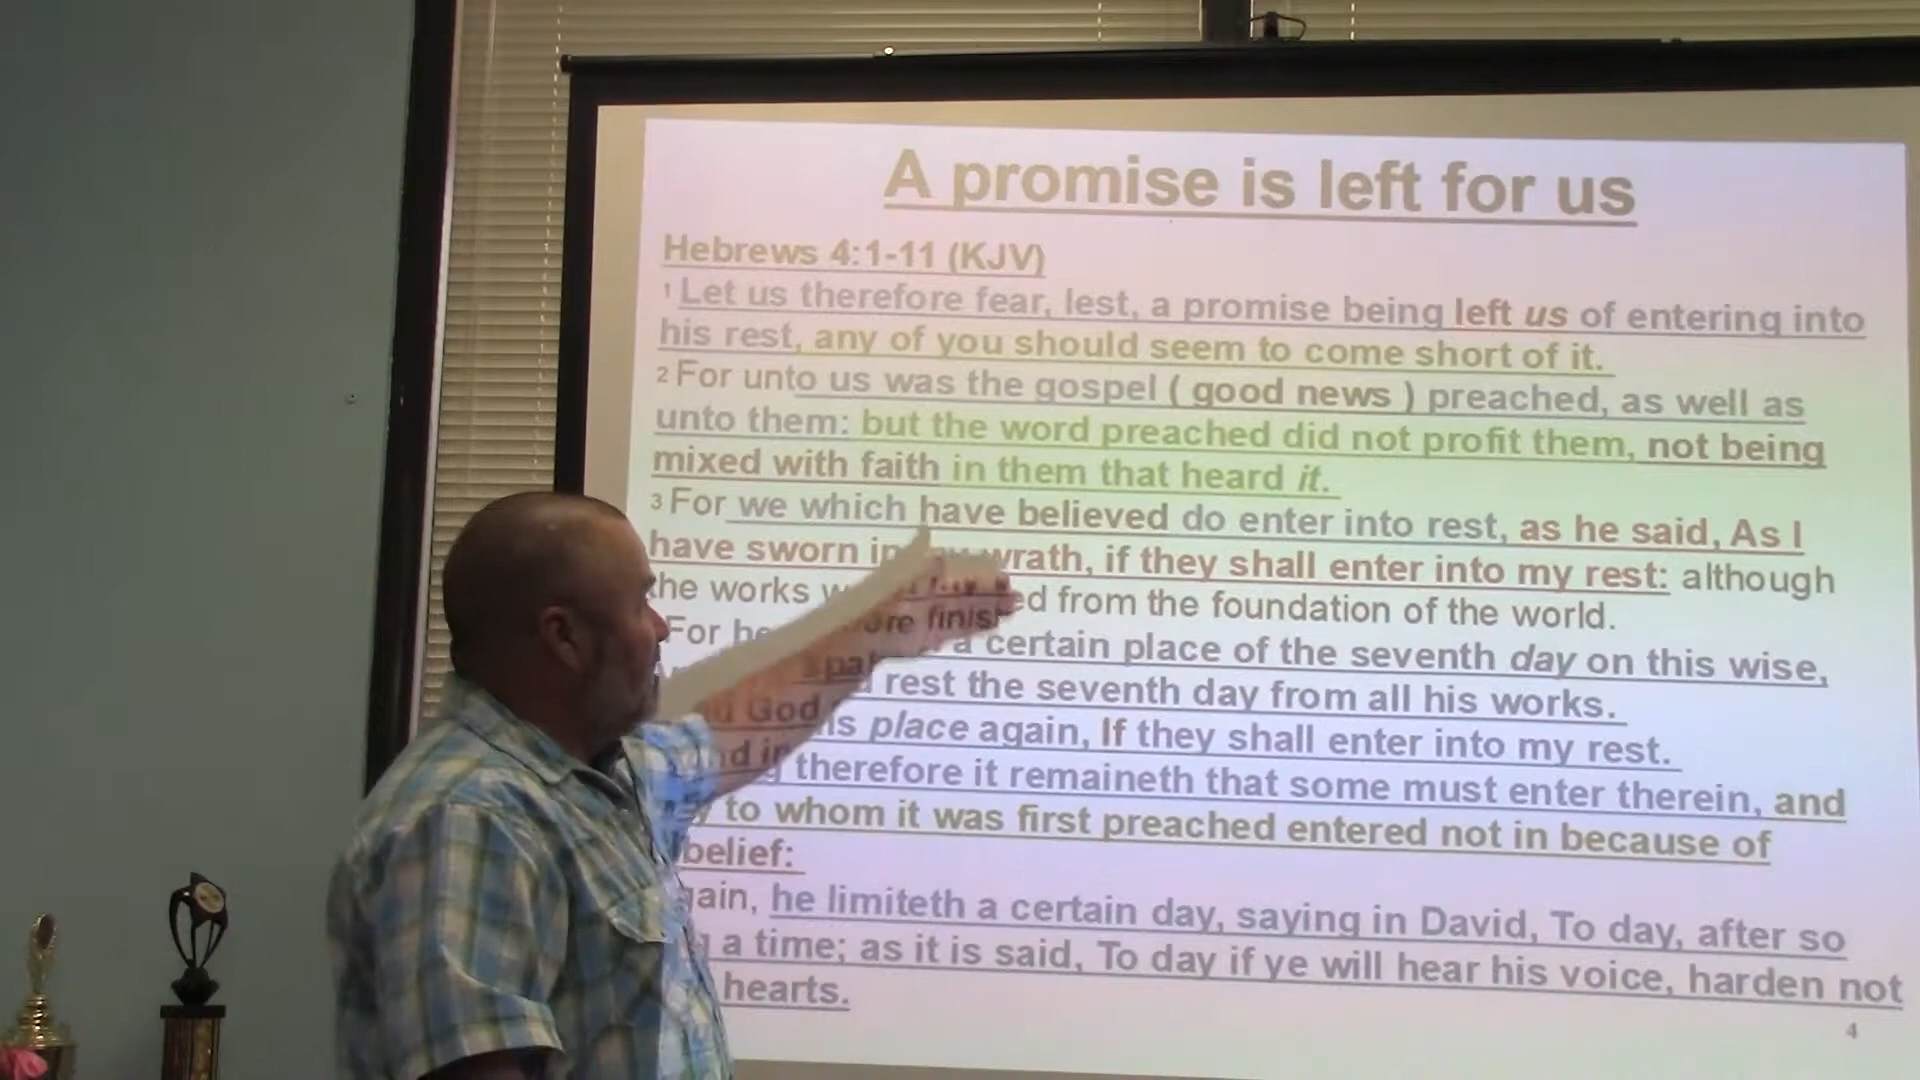 A promise is left for us
Hebrews 4:1-11 (KJV)
1 Let us therefore fear, lest, a promise being left us of entering into
his rest, any of you should seem to come short of it.
2 For unto us was the gospel ( good news ) preached, as well as
unto them: but the word preached did not profit them, not being
mixed with faith in them that heard it.
3 For we which have believed do enter into rest, as he said, As I
have sworn in wrath, if they shall enter into my rest: although
the works from the foundation of the world.
For he a certain place of the seventh day on this wise,
rest the seventh day from all his works.
place again, If they shall enter into my rest.
therefore it remaineth that some must enter therein, and
to whom it was first preached entered not in because of
belief:
gain, he limiteth a certain day, saying in David, To day, after so
a time; as it is said, To day if ye will hear his voice, harden not
hearts.
4